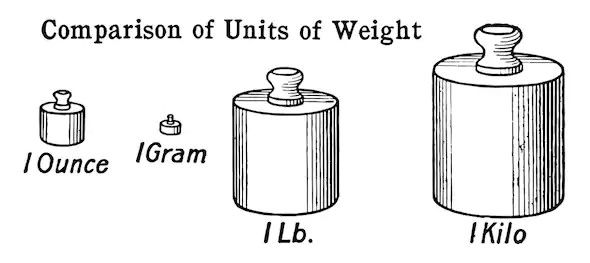 Comparison of Units of Weight
1 Ounce
1 Gram
1 Lb.
1 Kilo